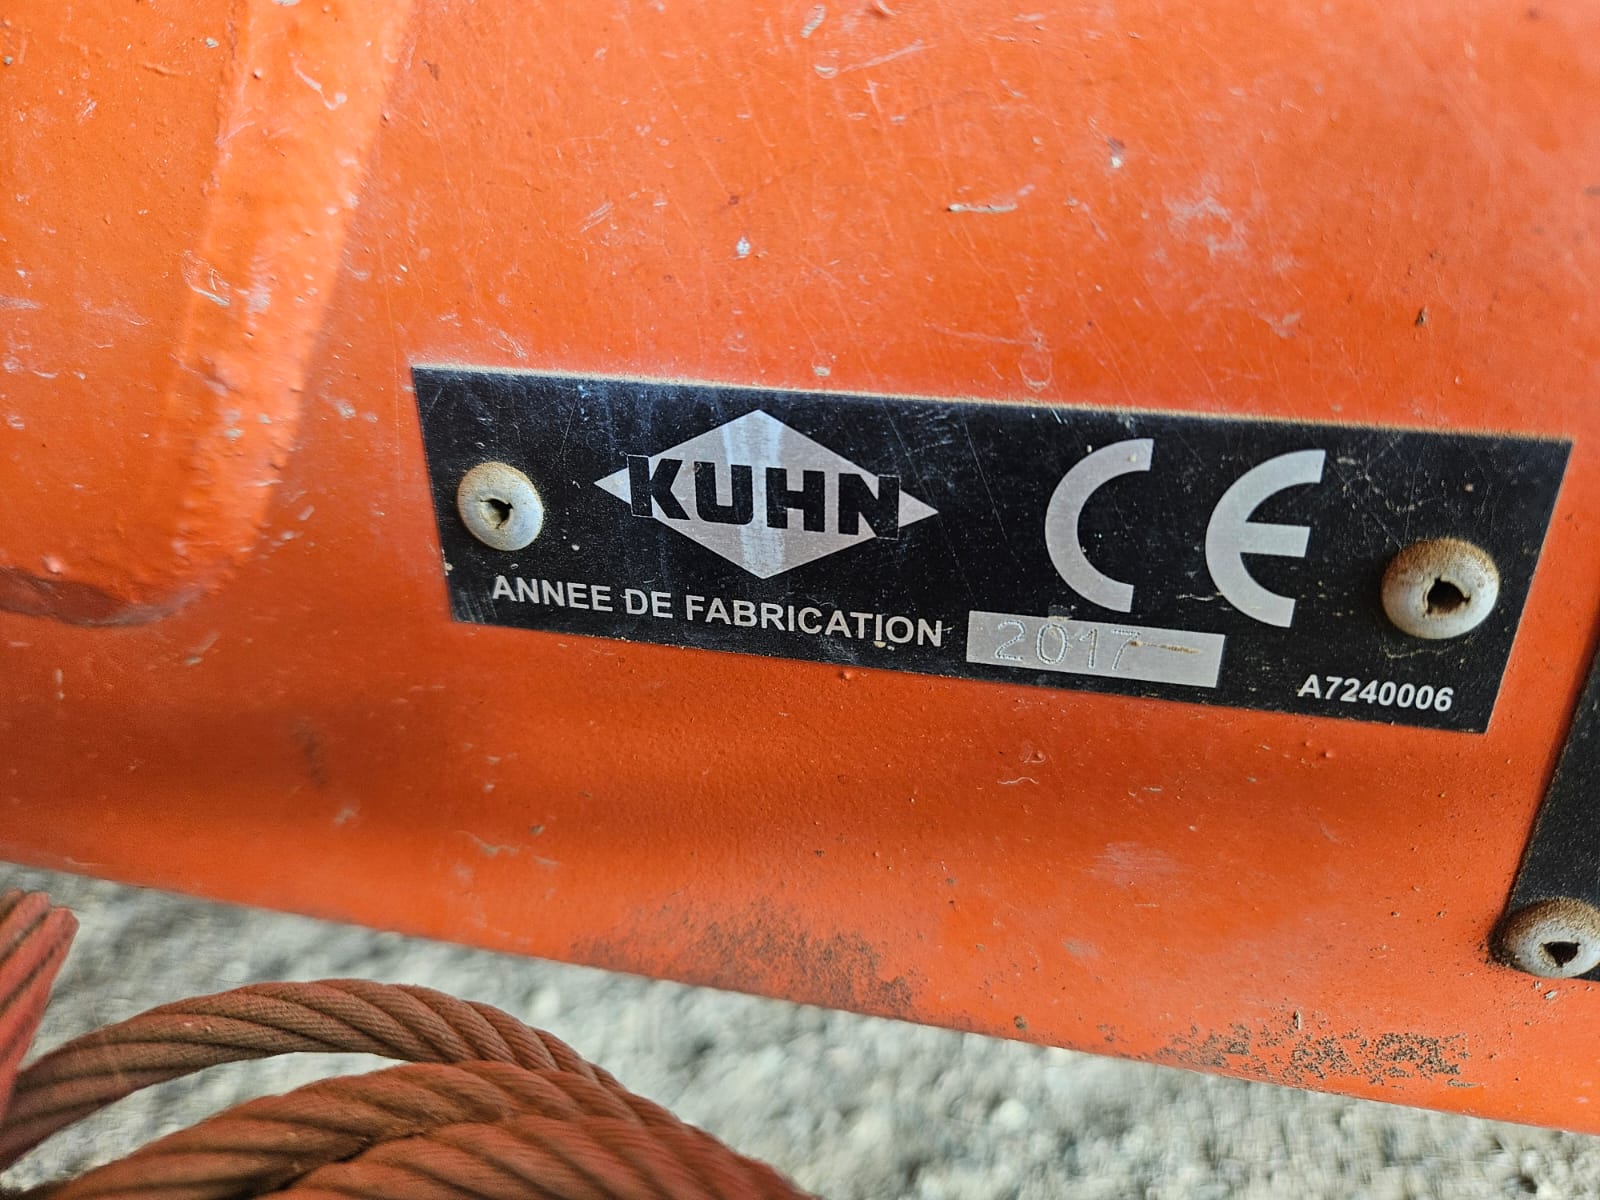 KUHN
CE
ANNEE DE FABRICATION 2017
A7240006